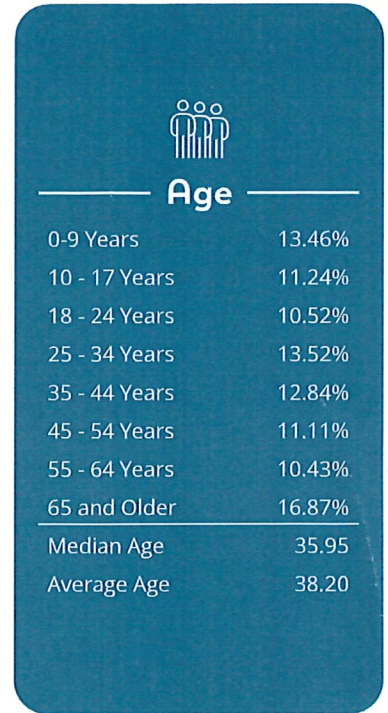 Age
0-9 Years 13.46%
10 - 17 Years 11.24%
18 - 24 Years 10.52%
25 - 34 Years 13.52%
35 - 44 Years 12.84%
45 - 54 Years 11.11%
55 - 64 Years 10.43%
65 and Older 16.87%
Median Age 35.95
Average Age 38.20